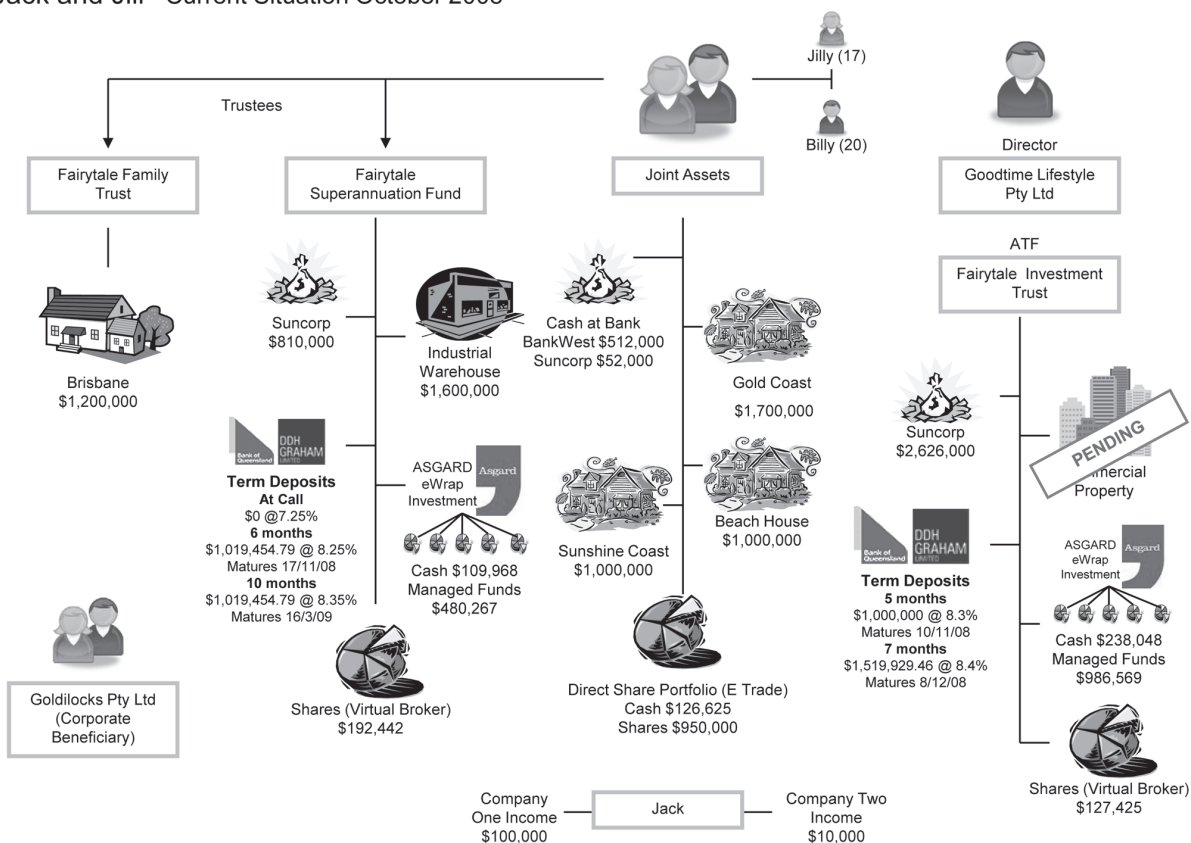 Jack and Jill - Current Situation October 2008
Jilly (17)
Billy (20)
Trustees
Director
Fairytale Family
Trust
Fairytale
Superannuation Fund
Joint Assets
Goodtime Lifestyle
Pty Ltd
ATF
Fairytale Investment
Trust
Brisbane
$1,200,000
Suncorp
$810,000
Industrial
Warehouse
$1,600,000
Bank of
Queensland
DDH
GRAHAM
LIMITED
Term Deposits
At Call
$0 @7.25%
6 months
$1,019,454.79 @ 8.25%
Matures 17/11/08
10 months
$1,019,454.79 @ 8.35%
Matures 16/3/09
ASGARD
eWrap
Investment
Asgard
Cash $109,968
Managed Funds
$480,267
Shares (Virtual Broker)
$192,442
Cash at Bank
BankWest $512,000
Suncorp $52,000
Gold Coast
$1,700,000
Sunshine Coast
$1,000,000
Beach House
$1,000,000
Direct Share Portfolio (E Trade)
Cash $126,625
Shares $950,000
Suncorp
$2,626,000
PENDING
mmercial
Property
Bank of
Queensland
DDH
GRAHAM
LIMITED
Term Deposits
5 months
$1,000,000 @ 8.3%
Matures 10/11/08
7 months
$1,519,929.46 @ 8.4%
Matures 8/12/08
ASGARD
eWrap
Investment
Asgard
Cash $238,048
Managed Funds
$986,569
Shares (Virtual Broker)
$127,425
Goldilocks Pty Ltd
(Corporate
Beneficiary)
Company
One Income
$100,000
Jack
Company Two
Income
$10,000